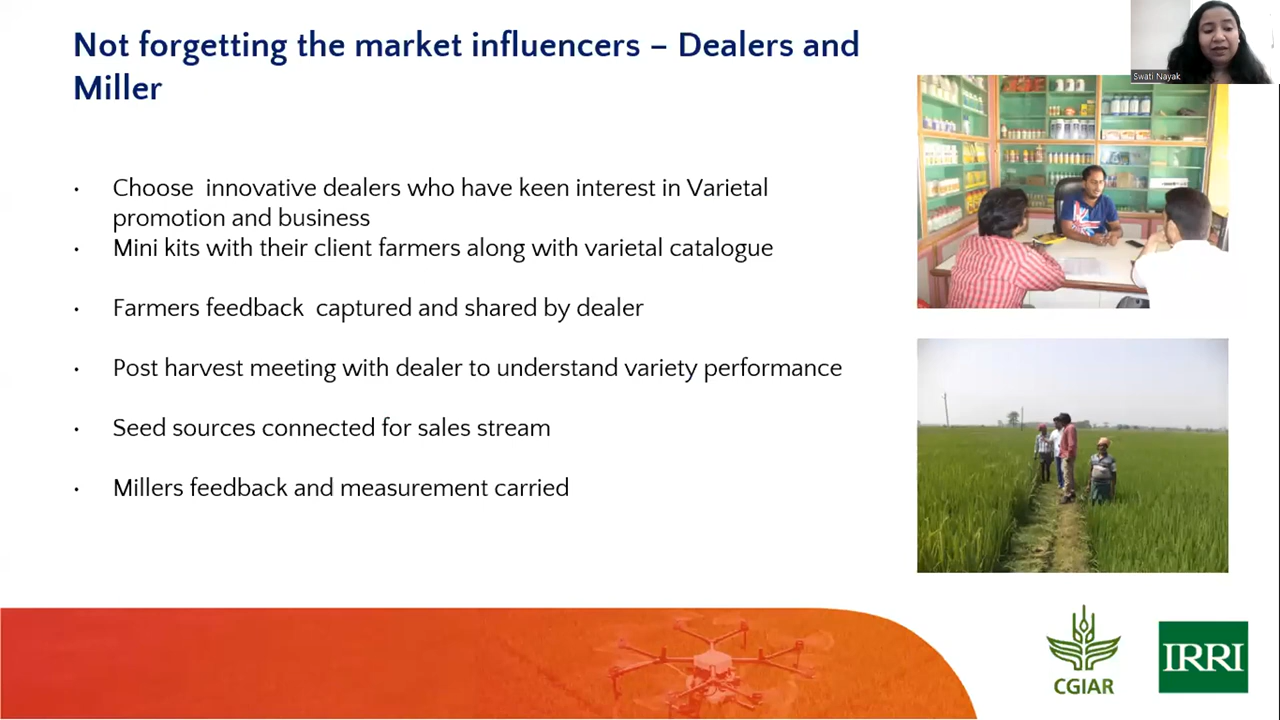 Not forgetting the market influencers – Dealers and
Miller
Swati Nayak
• Choose  innovative dealers who have keen interest in Varietal
promotion and business
• Mini kits with their client farmers along with varietal catalogue
• Farmers feedback  captured and shared by dealer
• Post harvest meeting with dealer to understand variety performance
• Seed sources connected for sales stream
• Millers feedback and measurement carried
CGIAR
IRRI